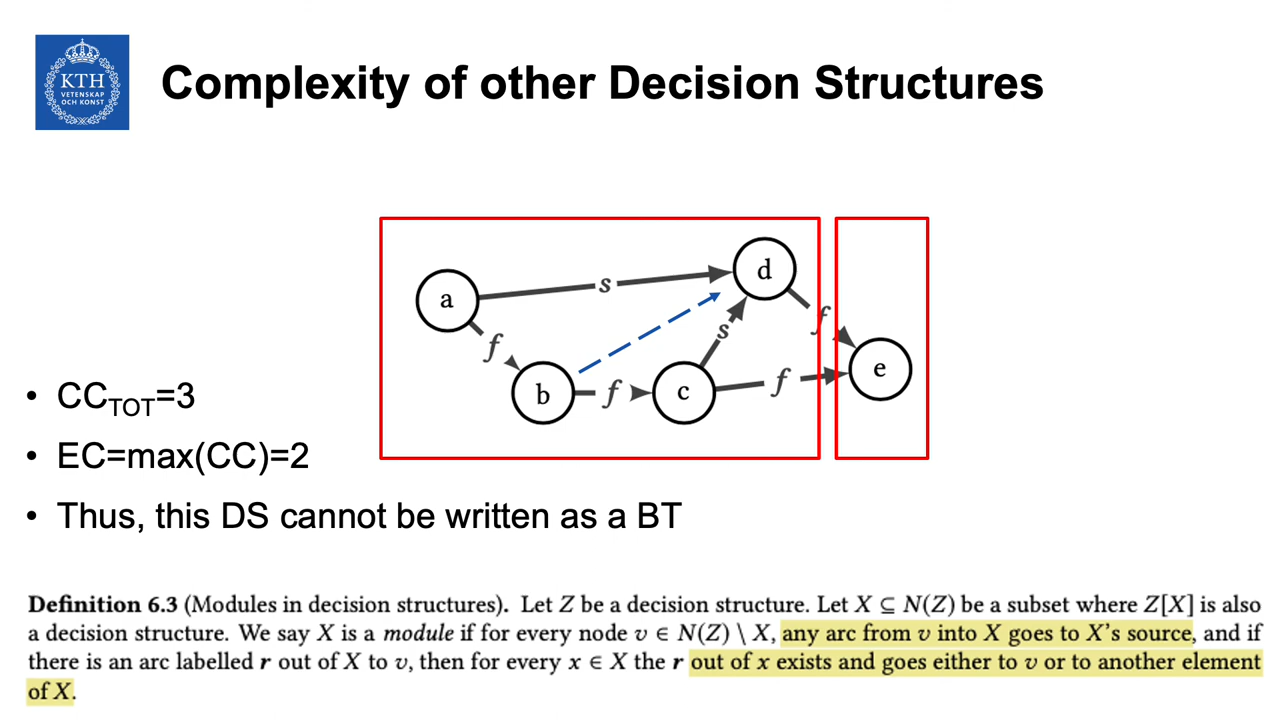 KTH
VETENSKAP
OCH KONST
Complexity of other Decision Structures
a
s
d
f
f
b
f
c
s
f
e
• CC_TOT=3
• EC=max(CC)=2
• Thus, this DS cannot be written as a BT
Definition 6.3 (Modules in decision structures). Let Z be a decision structure. Let X ⊆ N(Z) be a subset where Z[X] is also
a decision structure. We say X is a module if for every node v ∈ N(Z) \ X, any arc from v into X goes to X's source, and if
there is an arc labelled r out of X to v, then for every x ∈ X the r out of x exists and goes either to v or to another element
of X.